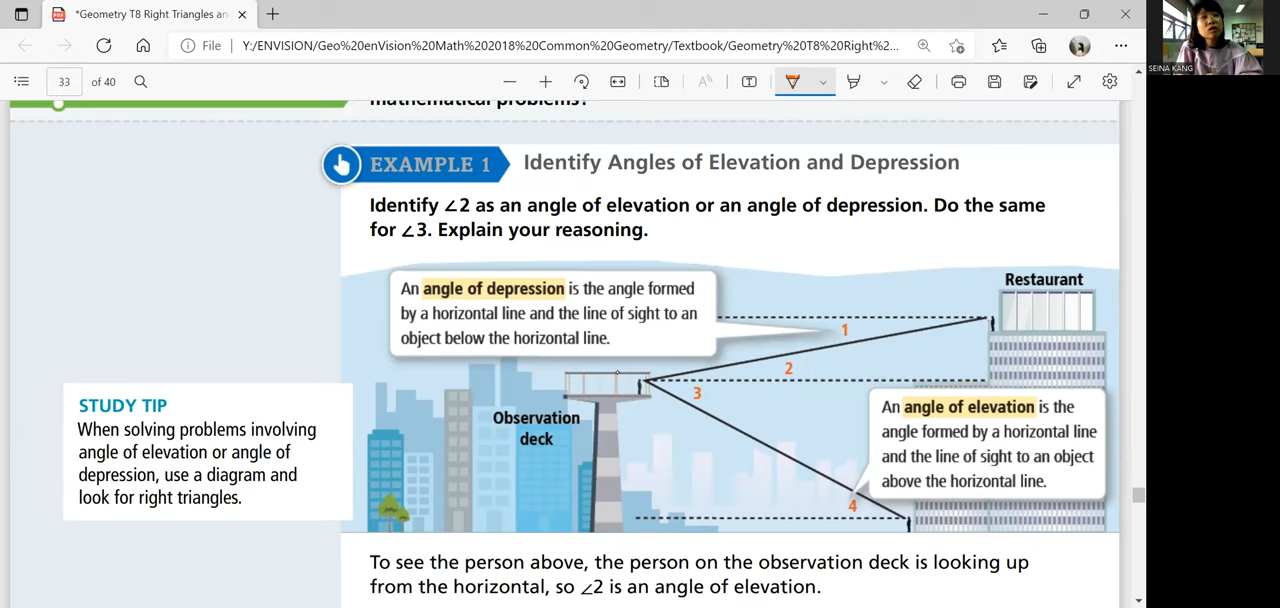 *Geometry T8 Right Triangles an
File
Y:/ENVISION/Geo%20enVision%20Math%202018%20Common%20Geometry/Textbook/Geometry%20T8%20Right%2...
SEINA KANG
33 of 40
mathematical problems?
EXAMPLE 1 Identify Angles of Elevation and Depression
Identify ∠2 as an angle of elevation or an angle of depression. Do the same
for ∠3. Explain your reasoning.
An angle of depression is the angle formed
by a horizontal line and the line of sight to an
object below the horizontal line.
Restaurant
1
2
3
Observation
deck
An angle of elevation is the
angle formed by a horizontal line
and the line of sight to an object
above the horizontal line.
4
STUDY TIP
When solving problems involving
angle of elevation or angle of
depression, use a diagram and
look for right triangles.
To see the person above, the person on the observation deck is looking up
from the horizontal, so ∠2 is an angle of elevation.